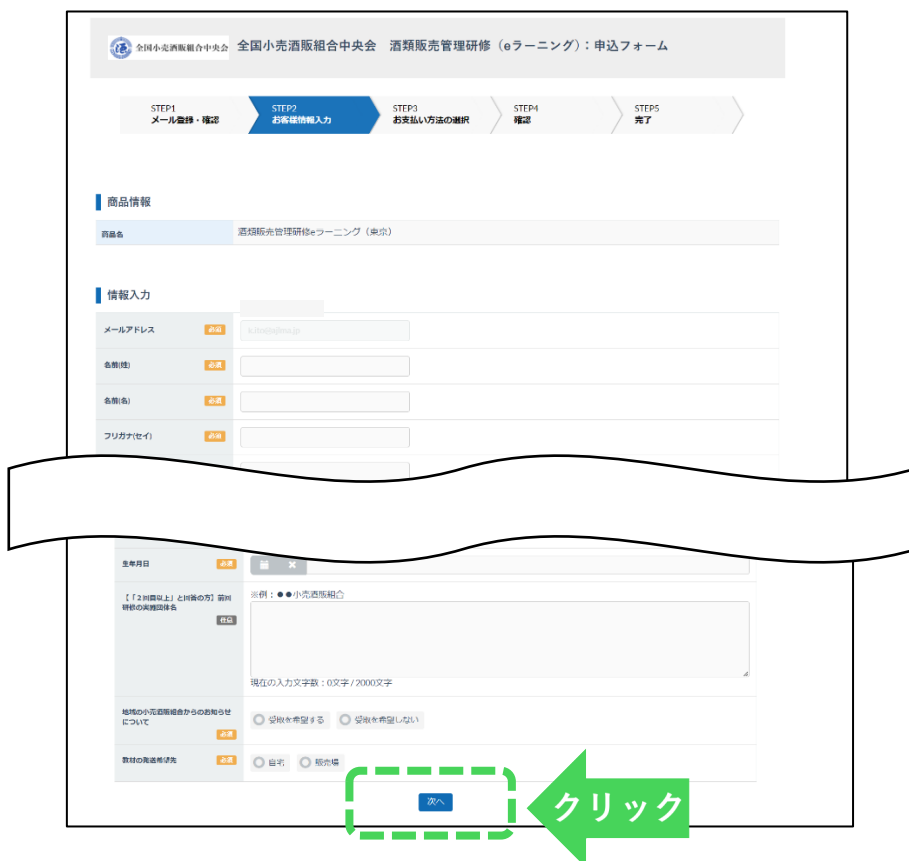 全国小売酒販組合中央会
全国小売酒販組合中央会 酒類販売管理研修（eラーニング）：申込フォーム
STEP1
メール登録・確認
STEP2
お客様情報入力
STEP3
お支払い方法の選択
STEP4
確認
STEP5
完了
商品情報
商品名
酒類販売管理研修eラーニング（東京）
情報入力
メールアドレス 必須
名前(姓) 必須
名前(名) 必須
フリガナ(セイ) 必須
生年月日 必須
【「２回目以上」と回答の方】前回
研修の実施団体名
任意
※例：●●小売酒販組合
現在の入力文字数：0文字 / 2000文字
地域の小売酒販組合からのお知らせ
について
必須
受取を希望する 受取を希望しない
教材の発送希望先 必須
自宅 販売場
次へ
クリック